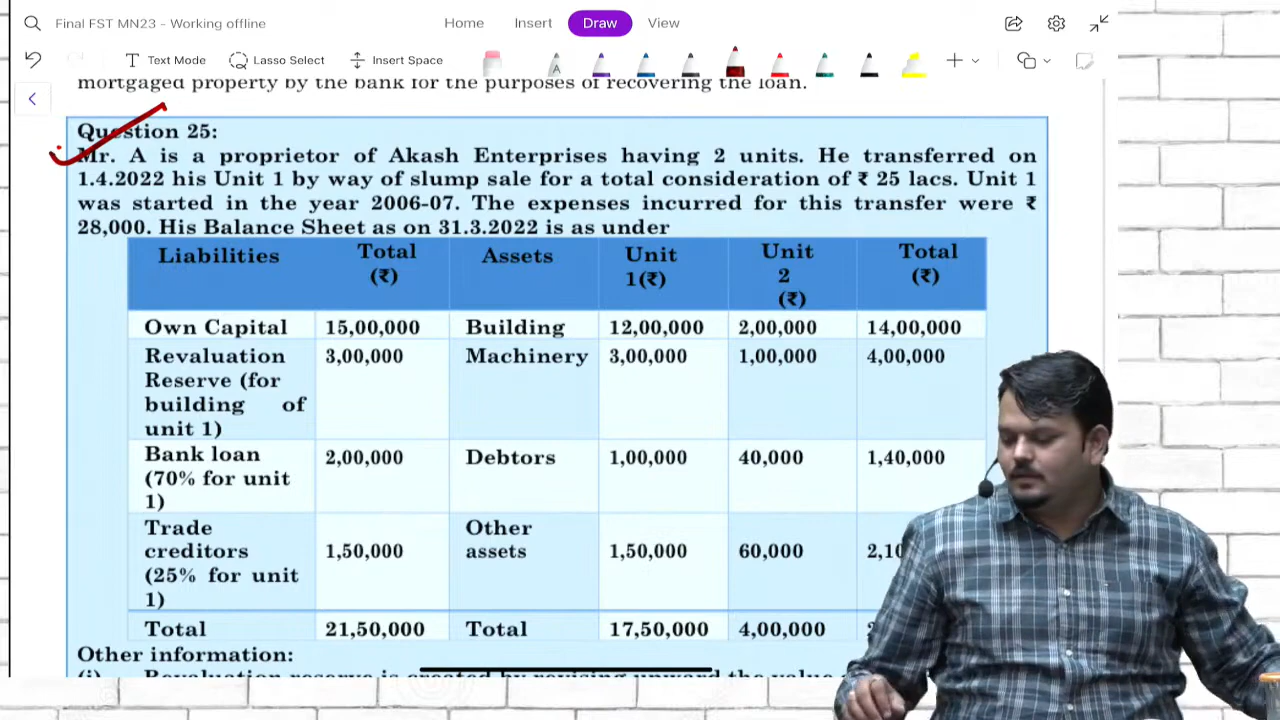 Final FST MN23 - Working offline
Home Insert Draw View
Text Mode Lasso Select Insert Space
mortgaged property by the bank for the purposes of recovering the loan.
Question 25:
Mr. A is a proprietor of Akash Enterprises having 2 units. He transferred on
1.4.2022 his Unit 1 by way of slump sale for a total consideration of ₹ 25 lacs. Unit 1
was started in the year 2006-07. The expenses incurred for this transfer were ₹
28,000. His Balance Sheet as on 31.3.2022 is as under
Liabilities Total (₹) Assets Unit 1(₹) Unit 2 (₹) Total (₹)
Own Capital 15,00,000 Building 12,00,000 2,00,000 14,00,000
Revaluation 3,00,000 Machinery 3,00,000 1,00,000 4,00,000
Reserve (for
building of
unit 1)
Bank loan 2,00,000 Debtors 1,00,000 40,000 1,40,000
(70% for unit
1)
Trade Other
creditors 1,50,000 assets 1,50,000 60,000
(25% for unit
1)
Total 21,50,000 Total 17,50,000 4,00,000
Other information:
(i) Revaluation reserve is created by revising upward the value